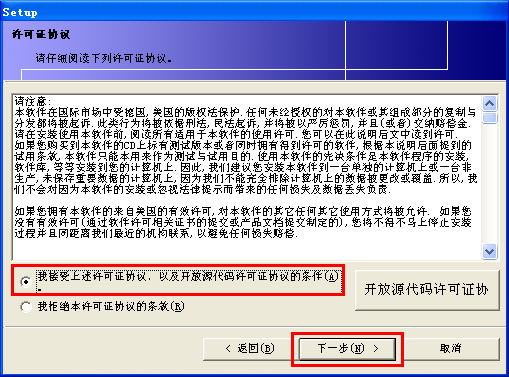 Setup
许可证协议
请仔细阅读下列许可证协议。
请注意:
本软件在国际市场中受德国, 美国的版权法保护. 任何未经授权的对本软件或其组成部分的复制与
分发都将被起诉. 此类行为将被依据刑法, 民法起诉, 并将被以严厉惩罚, 并且(或者)交纳赔偿金.
请在安装使用本软件前, 阅读所有适用于本软件的使用许可. 您可以在此说明后文中读到许可.
如果您购买到本软件的CD上标有测试版本或者同时拥有得到许可的软件, 根据本说明后面提到的
试用条款, 本软件只能本用来作为测试与试用目的. 使用本软件的先决条件是本软件程序的安装,
软件库, 等等安装到您的计算机上. 因此, 我们建议您安装本软件到一台单独的计算机上或一台非
生产, 未保存重要数据的计算机上, 因为我们不能完全排除计算机上的数据被更改或覆盖. 所以, 我
们不会对因为本软件的安装或忽视法律提示而带来的任何损失及数据丢失负责.
如果您拥有本软件的来自美国的有效许可, 对本软件的其它任何其它使用方式将被允许. 如果您
没有有效许可(通过软件许可相关证书的提交或产品文档提交制定的), 您将不得不马上停止安装
过程并且闭距离我们最近的机构联系, 以避免任何损失赔偿.
我接受上述许可证协议, 以及开放源代码许可证协议的条件(A)
。
开放源代码许可证协
我拒绝本许可证协议的条款(R)
< 返回(B)
下一步(N) >
取消